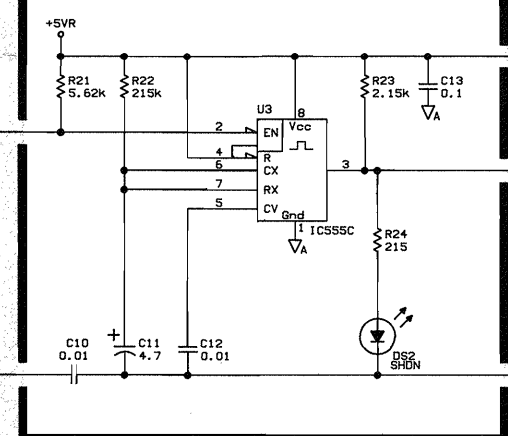 +5VR
R21
5.62k
R22
215k
R23
2.15k
C13
0.1
A
U3
8
Vcc
2
EN
4
R
6
CX
7
RX
5
CV
3
Gnd
1
IC555C
A
R24
215
C10
0.01
+
C11
4.7
C12
0.01
DS2
SHDN